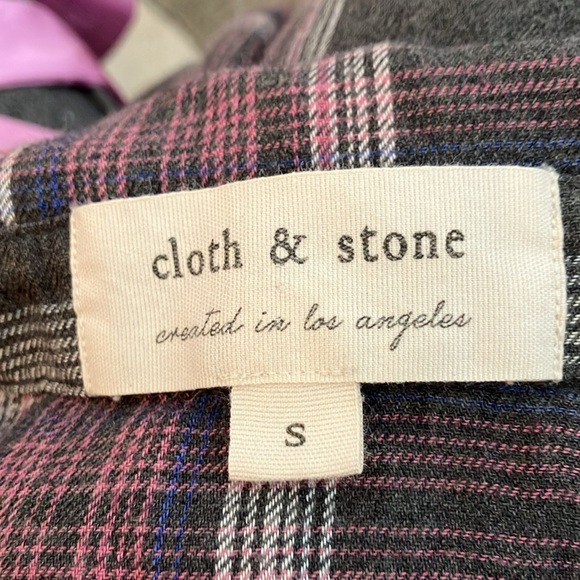 cloth & stone
created in los angeles
S